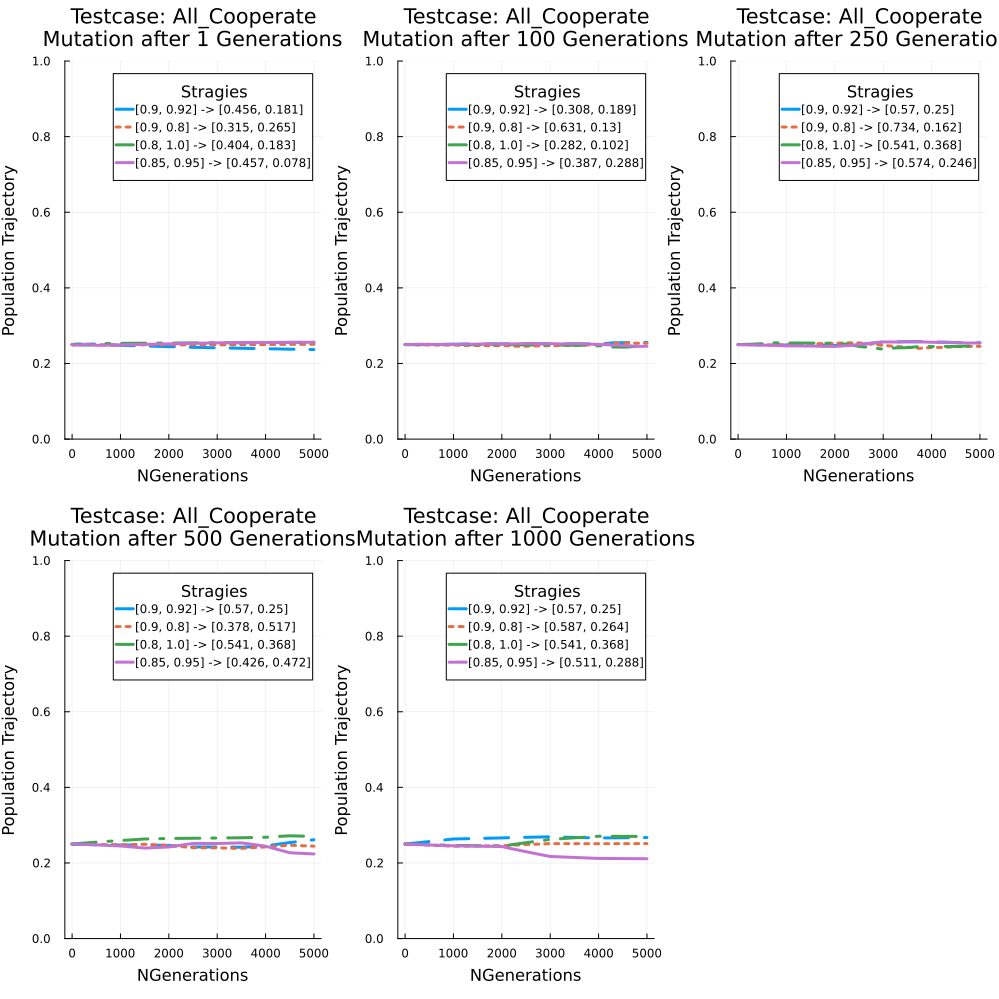 Testcase: All_Cooperate
Mutation after 1 Generations
Population Trajectory
1.0
0.8
0.6
0.4
0.2
0.0
Stragies
[0.9, 0.92] -> [0.456, 0.181]
[0.9, 0.8] -> [0.315, 0.265]
[0.8, 1.0] -> [0.404, 0.183]
[0.85, 0.95] -> [0.457, 0.078]
0 1000 2000 3000 4000 5000
NGenerations
Testcase: All_Cooperate
Mutation after 100 Generations
Population Trajectory
1.0
0.8
0.6
0.4
0.2
0.0
Stragies
[0.9, 0.92] -> [0.308, 0.189]
[0.9, 0.8] -> [0.631, 0.13]
[0.8, 1.0] -> [0.282, 0.102]
[0.85, 0.95] -> [0.387, 0.288]
0 1000 2000 3000 4000 5000
NGenerations
Testcase: All_Cooperate
Mutation after 250 Generatio
Population Trajectory
1.0
0.8
0.6
0.4
0.2
0.0
Stragies
[0.9, 0.92] -> [0.57, 0.25]
[0.9, 0.8] -> [0.734, 0.162]
[0.8, 1.0] -> [0.541, 0.368]
[0.85, 0.95] -> [0.574, 0.246]
0 1000 2000 3000 4000 5000
NGenerations
Testcase: All_Cooperate
Mutation after 500 Generations
Population Trajectory
1.0
0.8
0.6
0.4
0.2
0.0
Stragies
[0.9, 0.92] -> [0.57, 0.25]
[0.9, 0.8] -> [0.378, 0.517]
[0.8, 1.0] -> [0.541, 0.368]
[0.85, 0.95] -> [0.426, 0.472]
0 1000 2000 3000 4000 5000
NGenerations
Testcase: All_Cooperate
Mutation after 1000 Generations
Population Trajectory
1.0
0.8
0.6
0.4
0.2
0.0
Stragies
[0.9, 0.92] -> [0.57, 0.25]
[0.9, 0.8] -> [0.587, 0.264]
[0.8, 1.0] -> [0.541, 0.368]
[0.85, 0.95] -> [0.511, 0.288]
0 1000 2000 3000 4000 5000
NGenerations